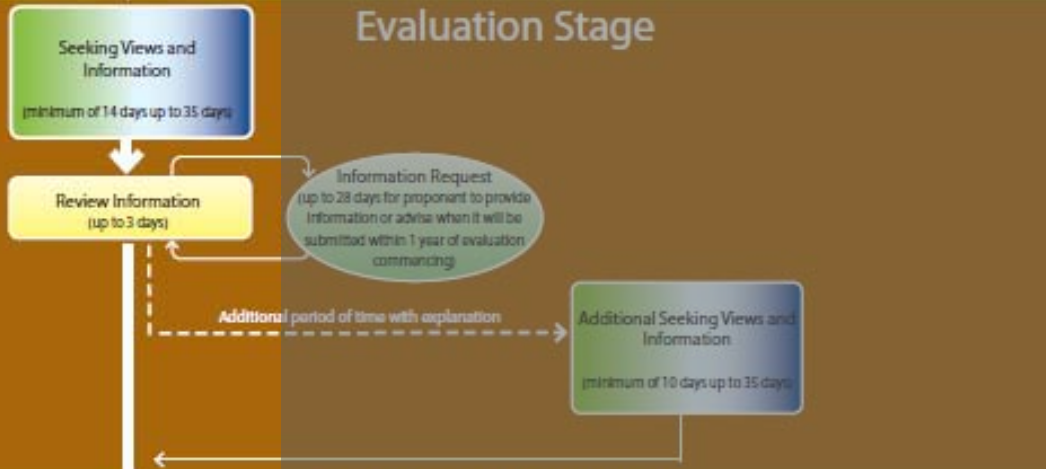 Evaluation Stage
Seeking Views and
Information
(minimum of 14 days up to 35 days)
Review Information
(up to 3 days)
Information Request
(up to 28 days for proponent to provide
information or advise when it will be
submitted within 1 year of evaluation
commencing)
Additional period of time with explanation
Additional Seeking Views and
Information
(minimum of 10 days up to 35 days)